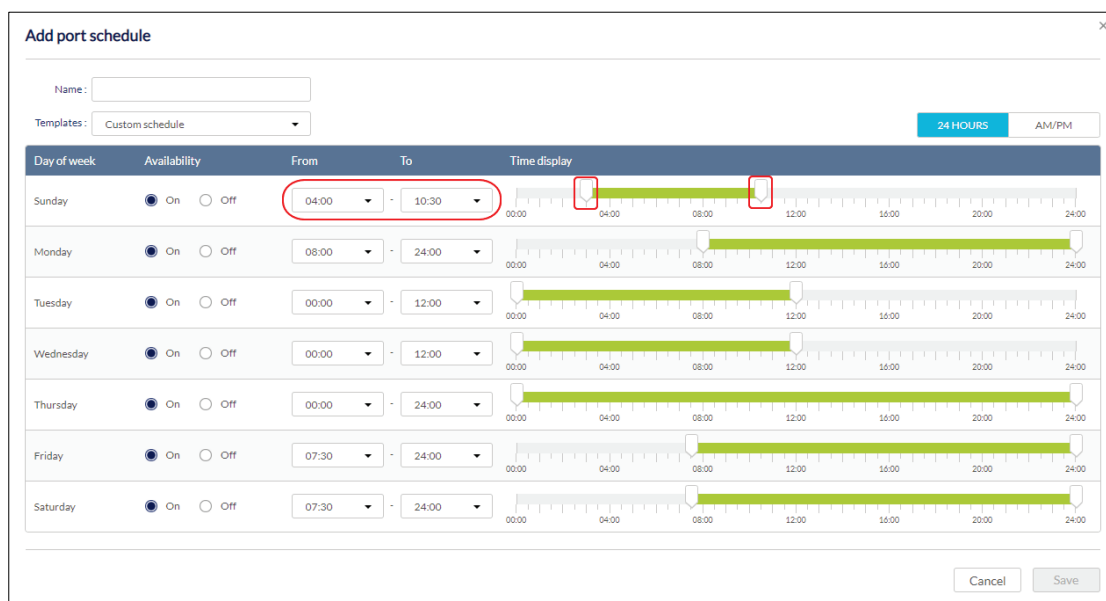 Add port schedule
Name :
Templates : Custom schedule
24 HOURS AM/PM
Day of week Availability From To Time display
Sunday On Off 04:00 - 10:30
00:00 04:00 08:00 12:00 16:00 20:00 24:00
Monday On Off 08:00 - 24:00
00:00 04:00 08:00 12:00 16:00 20:00 24:00
Tuesday On Off 00:00 - 12:00
00:00 04:00 08:00 12:00 16:00 20:00 24:00
Wednesday On Off 00:00 - 12:00
00:00 04:00 08:00 12:00 16:00 20:00 24:00
Thursday On Off 00:00 - 24:00
00:00 04:00 08:00 12:00 16:00 20:00 24:00
Friday On Off 07:30 - 24:00
00:00 04:00 08:00 12:00 16:00 20:00 24:00
Saturday On Off 07:30 - 24:00
00:00 04:00 08:00 12:00 16:00 20:00 24:00
Cancel Save